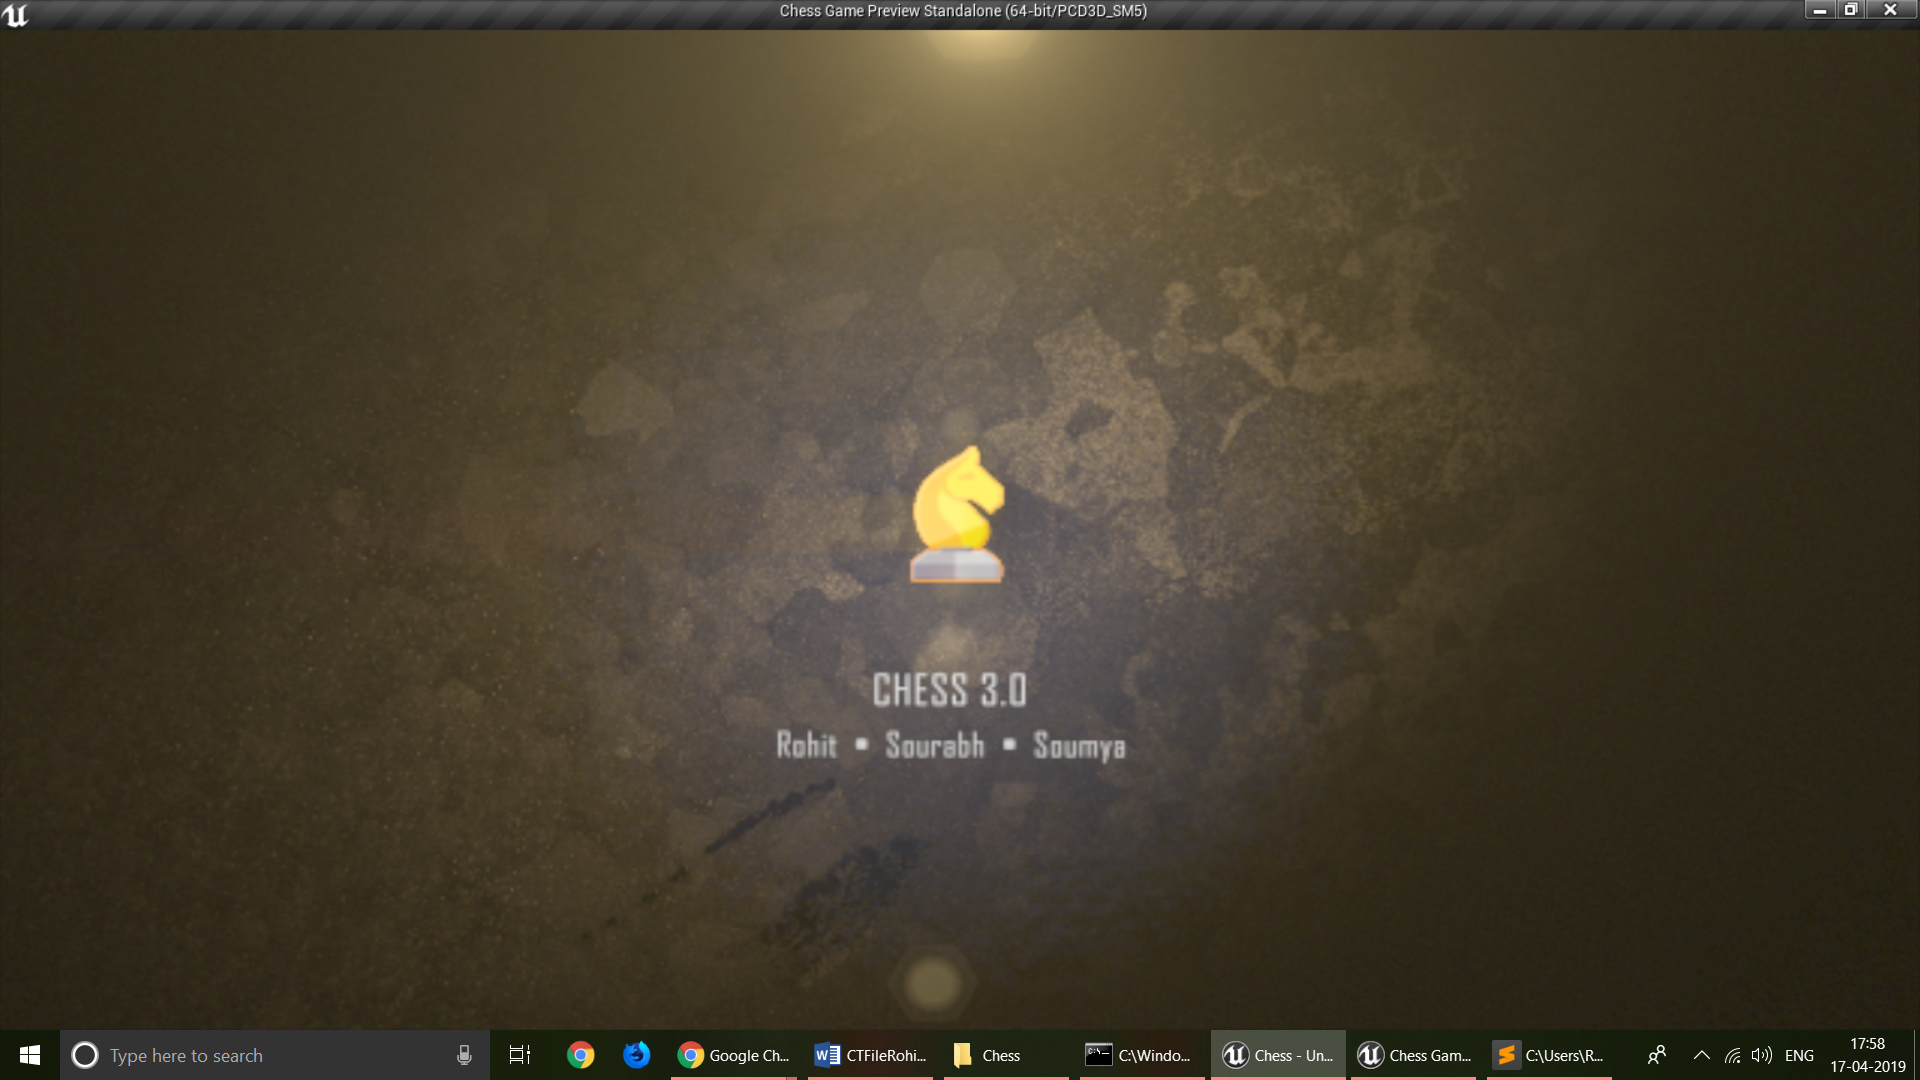 Chess Game Preview Standalone (64-bit/PCD3D_SM5)
CHESS 3.0
Rohit ▪ Sourabh ▪ Soumya
Type here to search
Google Ch...
CTFileRohi...
Chess
C:\Windo...
Chess - Un...
Chess Gam...
C:\Users\R...
ENG
17:58
17-04-2019